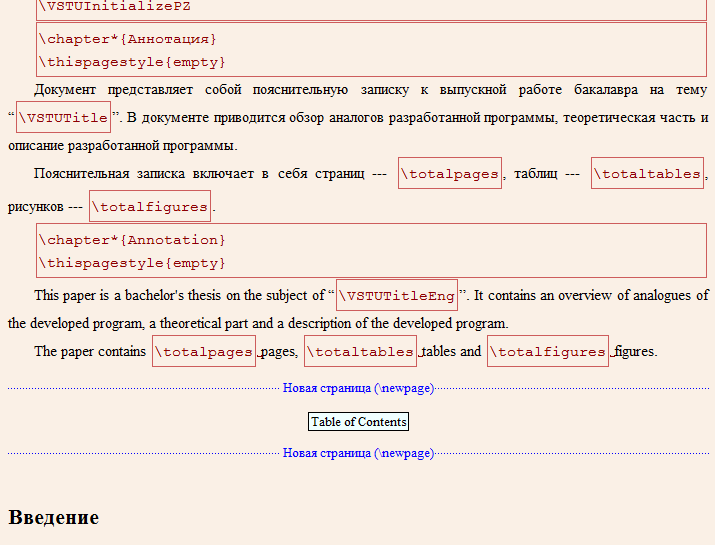 \VSTUInitializePZ
\chapter*{Аннотация}
\thispagestyle{empty}
Документ представляет собой пояснительную записку к выпускной работе бакалавра на тему
“\VSTUTitle”. В документе приводится обзор аналогов разработанной программы, теоретическая часть и
описание разработанной программы.
Пояснительная записка включает в себя страниц --- \totalpages, таблиц --- \totaltables,
рисунков --- \totalfigures.
\chapter*{Annotation}
\thispagestyle{empty}
This paper is a bachelor's thesis on the subject of “\VSTUTitleEng”. It contains an overview of analogues of
the developed program, a theoretical part and a description of the developed program.
The paper contains \totalpages pages, \totaltables tables and \totalfigures figures.
Новая страница (\newpage)
Table of Contents
Новая страница (\newpage)
Введение